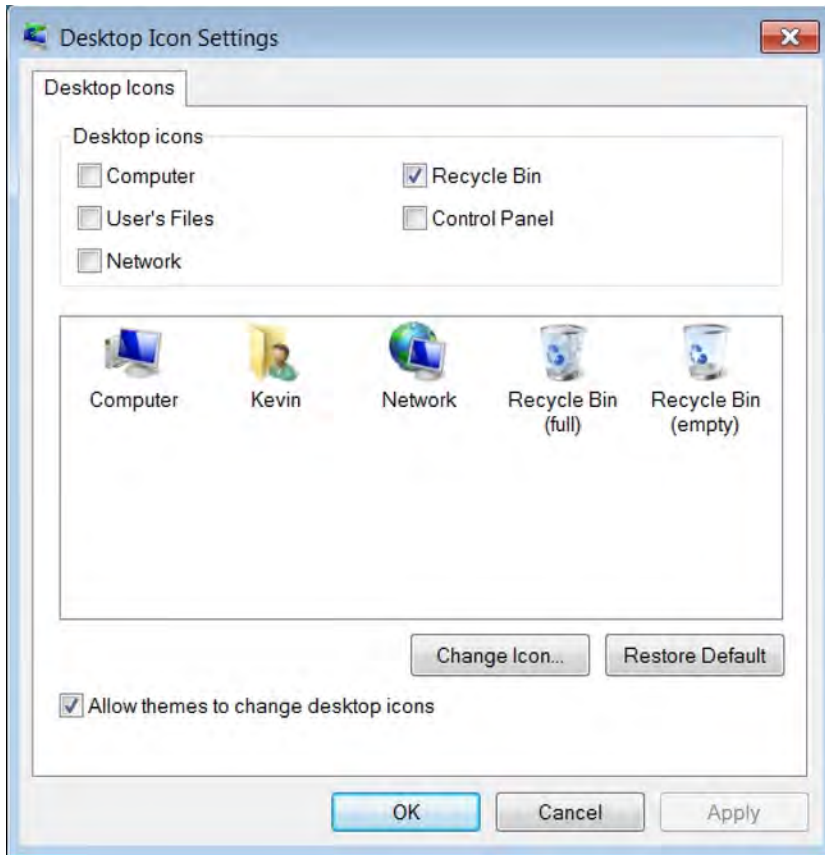 Desktop Icon Settings
Desktop Icons
Desktop icons
Computer
Recycle Bin
User's Files
Control Panel
Network
Computer
Kevin
Network
Recycle Bin
(full)
Recycle Bin
(empty)
Change Icon...
Restore Default
Allow themes to change desktop icons
OK
Cancel
Apply